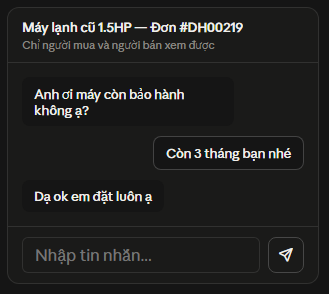 Máy lạnh cũ 1.5HP — Đơn #DH00219
Chỉ người mua và người bán xem được
Anh ơi máy còn bảo hành
không ạ?
Còn 3 tháng bạn nhé
Dạ ok em đặt luôn ạ
Nhập tin nhắn...